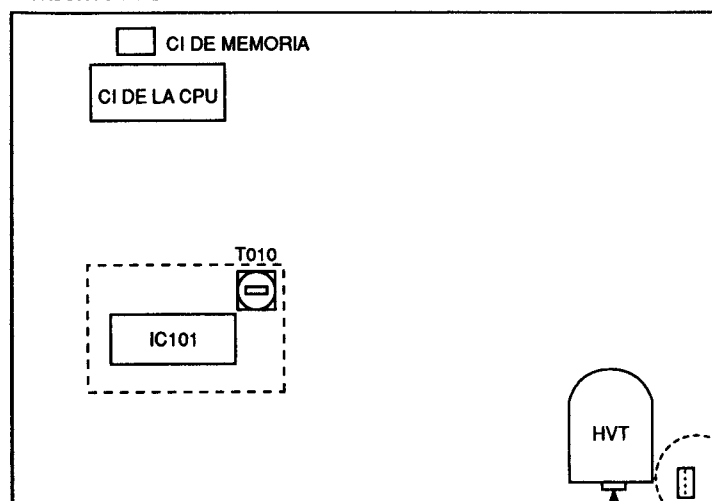 CI DE MEMORIA
CI DE LA CPU
T010
IC101
HVT